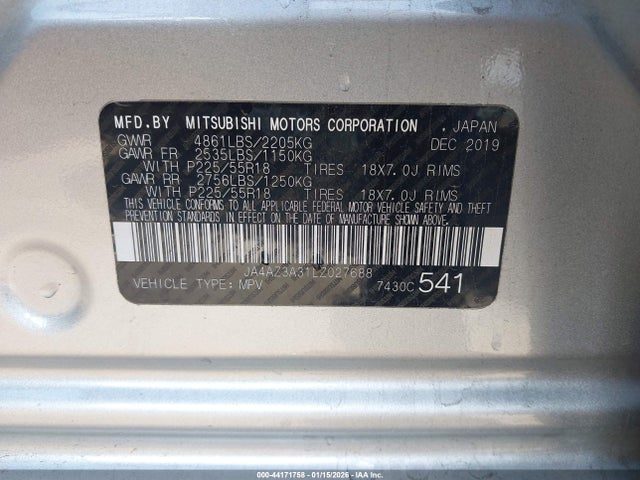 MFD.BY MITSUBISHI MOTORS CORPORATION . JAPAN
GVWR 4861LBS/2205KG DEC 2019
GAWR FR 2535LBS/1150KG
WITH P225/55R18 TIRES 18X7.0J RIMS
GAWR RR 2756LBS/1250KG
WITH P225/55R18 TIRES 18X7.0J RIMS
THIS VEHICLE CONFORMS TO ALL APPLICABLE FEDERAL MOTOR VEHICLE SAFETY AND THEFT
PREVENTION STANDARDS IN EFFECT ON THE DATE OF MANUFACTURE SHOWN ABOVE.
JA4AZ3A31LZ027688
VEHICLE TYPE: MPV 7430C 541
000-44171758 | 01/15/2026 | IAA Inc.